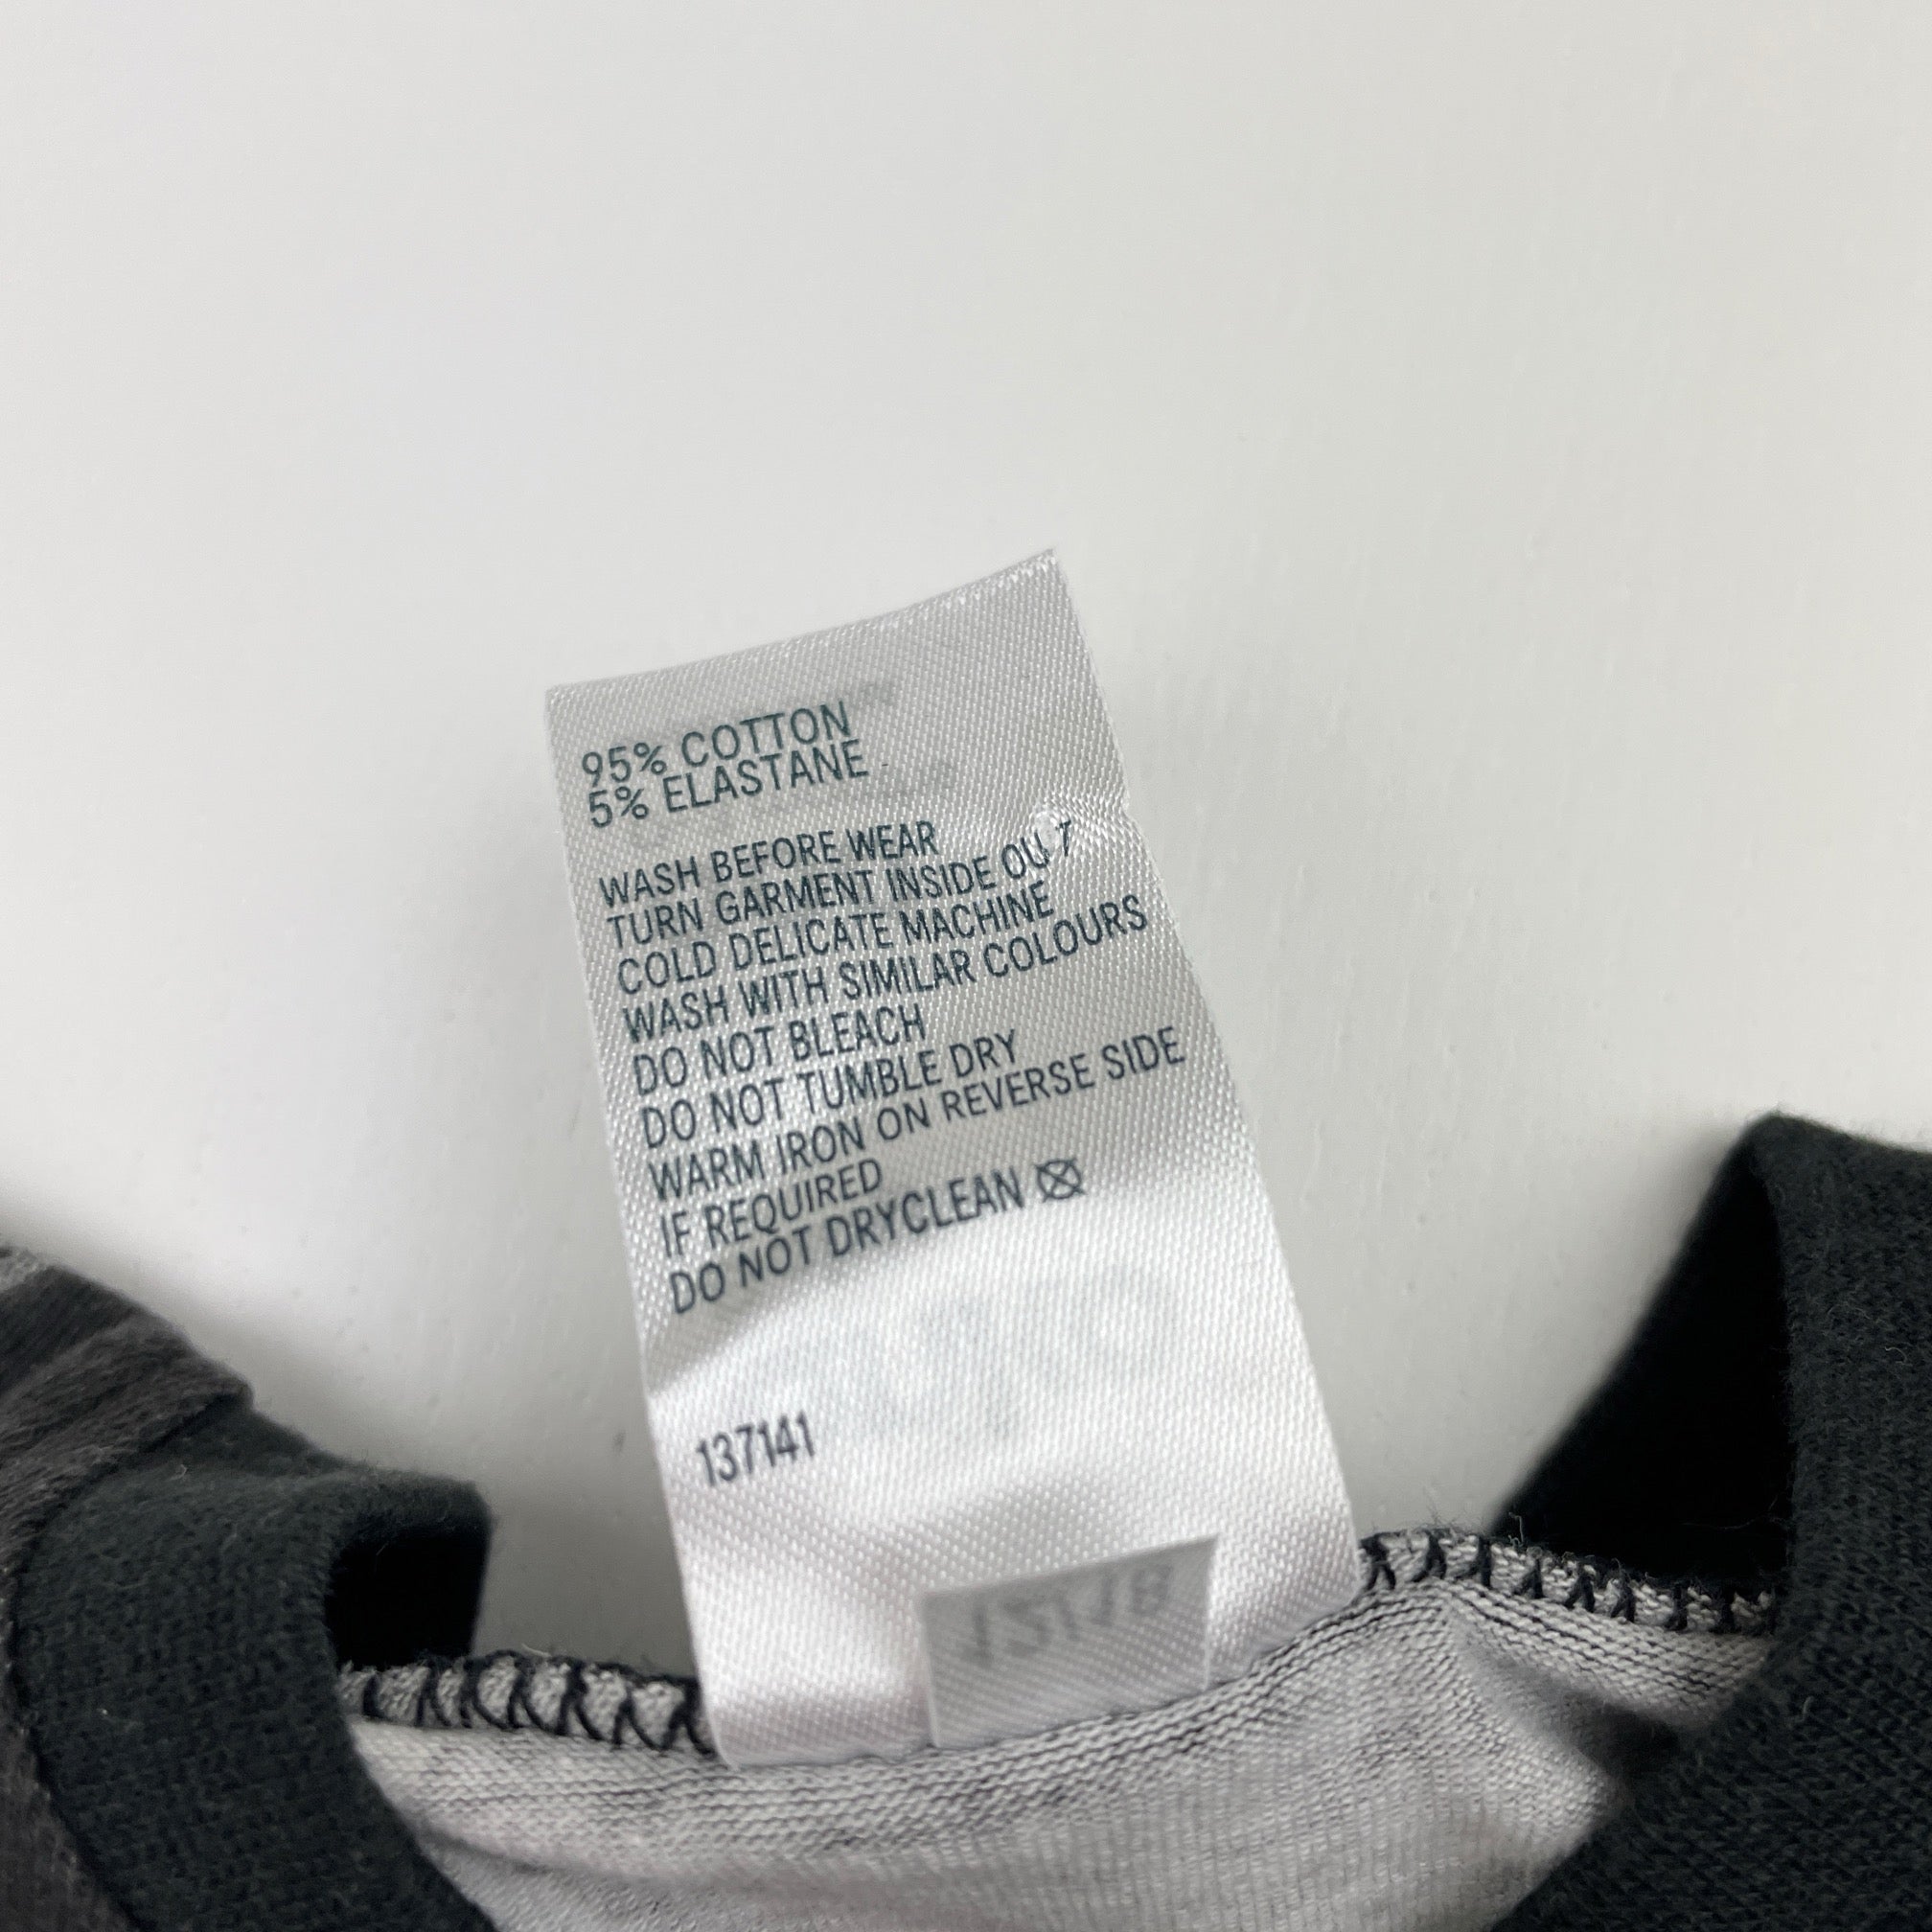 95% COTTON
5% ELASTANE
WASH BEFORE WEAR
TURN GARMENT INSIDE OUT
COLD DELICATE MACHINE
WASH WITH SIMILAR COLOURS
DO NOT BLEACH
DO NOT TUMBLE DRY
WARM IRON ON REVERSE SIDE
IF REQUIRED
DO NOT DRYCLEAN
137141